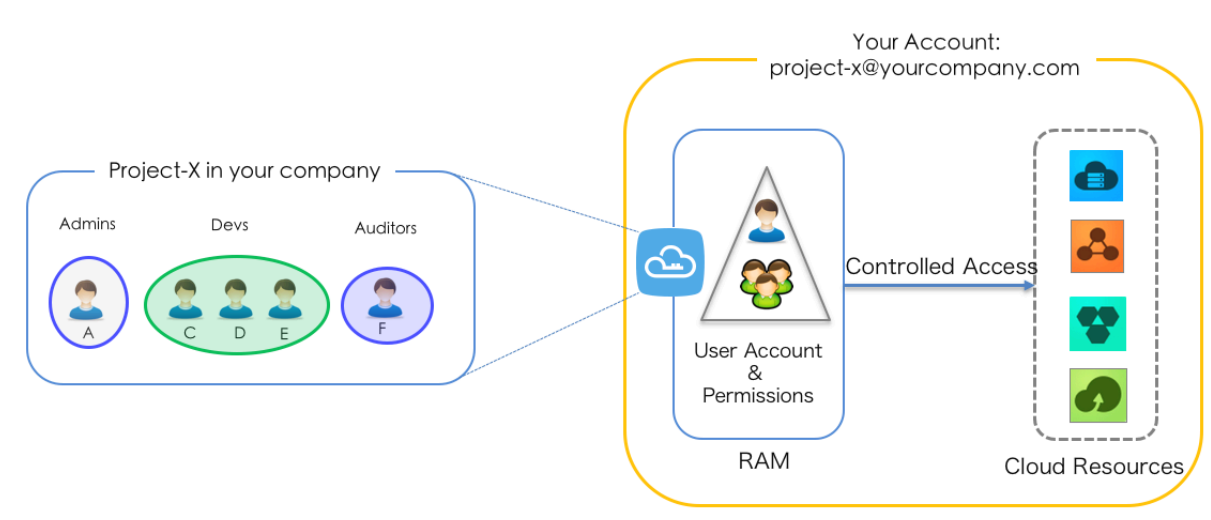 Your Account:
project-x@yourcompany.com
Project-X in your company
Admins
Devs
Auditors
A
C
D
E
F
Controlled Access
User Account
&
Permissions
RAM
Cloud Resources